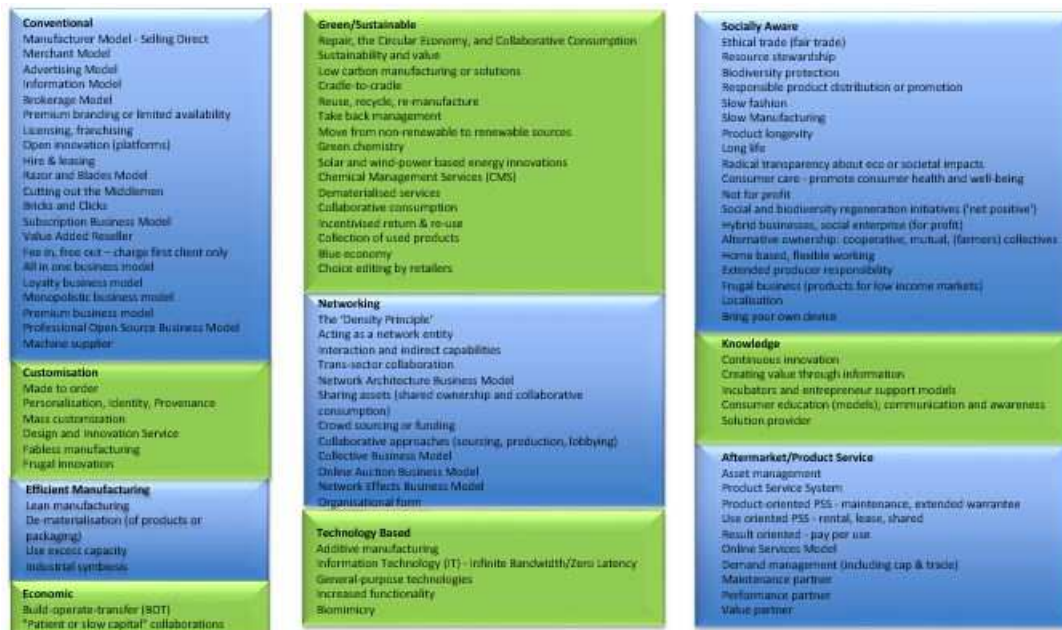 Conventional
Manufacturer Model - Selling Direct
Merchant Model
Advertising Model
Information Model
Brokerage Model
Premium branding or limited availability
Licensing, franchising
Open innovation (platforms)
Hire & leasing
Razor and Blades Model
Cutting out the Middlemen
Bricks and Clicks
Subscription Business Model
Value Added Reseller
Fee in, free out – charge first client only
All in one business model
Loyalty business model
Monopolistic business model
Premium business model
Professional Open Source Business Model
Machine supplier
Customisation
Made to order
Personalisation, Identity, Provenance
Mass customization
Design and Innovation Service
Fabless manufacturing
Frugal innovation
Efficient Manufacturing
Lean manufacturing
De-materialisation (of products or
packaging)
Use excess capacity
Industrial symbiosis
Economic
Build-operate-transfer (BOT)
"Patient or slow capital" collaborations
Green/Sustainable
Repair, the Circular Economy, and Collaborative Consumption
Sustainability and value
Low carbon manufacturing or solutions
Cradle-to-cradle
Reuse, recycle, re-manufacture
Take back management
Move from non-renewable to renewable sources
Green chemistry
Solar and wind-power based energy innovations
Chemical Management Services (CMS)
Dematerialised services
Collaborative consumption
Incentivised return & re-use
Collection of used products
Blue economy
Choice editing by retailers
Networking
The 'Density Principle'
Acting as a network entity
Interaction and indirect capabilities
Trans-sector collaboration
Network Architecture Business Model
Sharing assets (shared ownership and collaborative
consumption)
Crowd sourcing or funding
Collaborative approaches (sourcing, production, lobbying)
Collective Business Model
Online Auction Business Model
Network Effects Business Model
Organisational form
Technology Based
Additive manufacturing
Information Technology (IT) - Infinite Bandwidth/Zero Latency
General-purpose technologies
Increased functionality
Biomimicry
Socially Aware
Ethical trade (fair trade)
Resource stewardship
Biodiversity protection
Responsible product distribution or promotion
Slow fashion
Slow Manufacturing
Product longevity
Long life
Radical transparency about eco or societal impacts
Consumer care - promote consumer health and well-being
Not for profit
Social and biodiversity regeneration initiatives ('net positive')
Hybrid businesses, social enterprise (for profit)
Alternative ownership: cooperative, mutual, (farmers) collectives
Home based, flexible working
Extended producer responsibility
Frugal business (products for low income markets)
Localisation
Bring your own device
Knowledge
Continuous innovation
Creating value through information
Incubators and entrepreneur support models
Consumer education (models); communication and awareness
Solution provider
Aftermarket/Product Service
Asset management
Product Service System
Product-oriented PSS - maintenance, extended warrantee
Use oriented PSS - rental, lease, shared
Result oriented - pay per use
Online Services Model
Demand management (including cap & trade)
Maintenance partner
Performance partner
Value partner